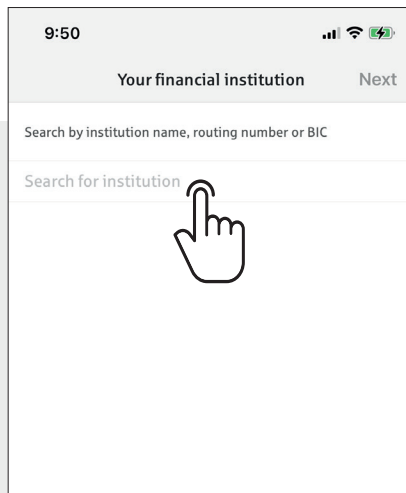 9:50
Your financial institution Next
Search by institution name, routing number or BIC
Search for institution